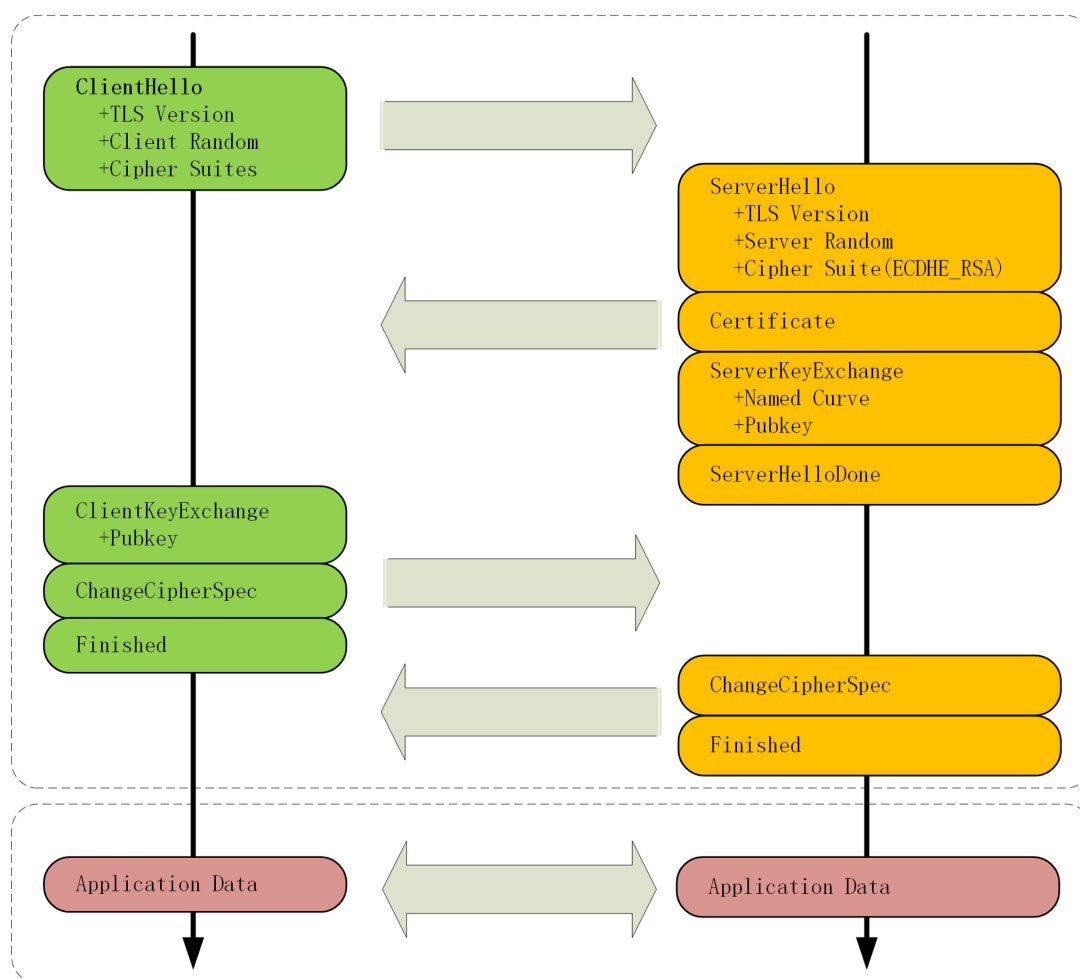 ClientHello
+TLS Version
+Client Random
+Cipher Suites
ServerHello
+TLS Version
+Server Random
+Cipher Suite(ECDHE_RSA)
Certificate
ServerKeyExchange
+Named Curve
+Pubkey
ServerHelloDone
ClientKeyExchange
+Pubkey
ChangeCipherSpec
Finished
ChangeCipherSpec
Finished
Application Data
Application Data